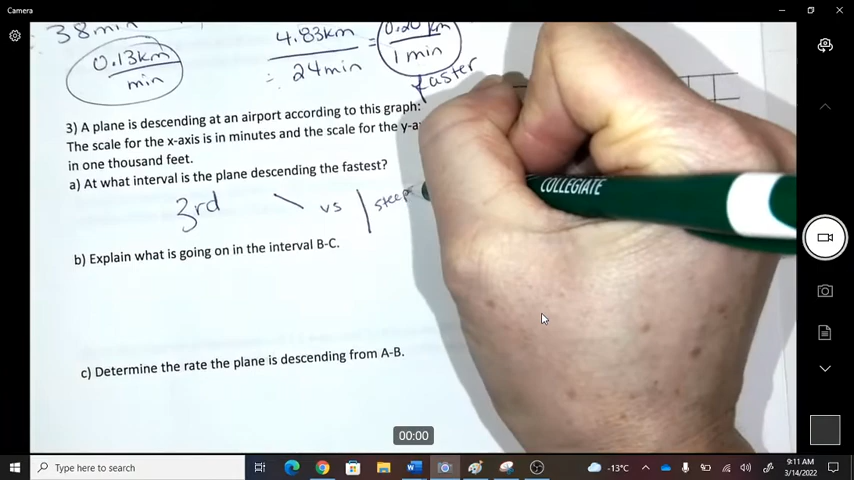 Camera
38min
0.13km
min
4.83km
24min
=
0.20 km
1 min
faster
3) A plane is descending at an airport according to this graph:
The scale for the x-axis is in minutes and the scale for the y-a
in one thousand feet.
a) At what interval is the plane descending the fastest?
3rd
vs
steepe
COLLEGIATE
b) Explain what is going on in the interval B-C.
c) Determine the rate the plane is descending from A-B.
00:00
Type here to search
-13°C
9:11 AM
3/14/2022